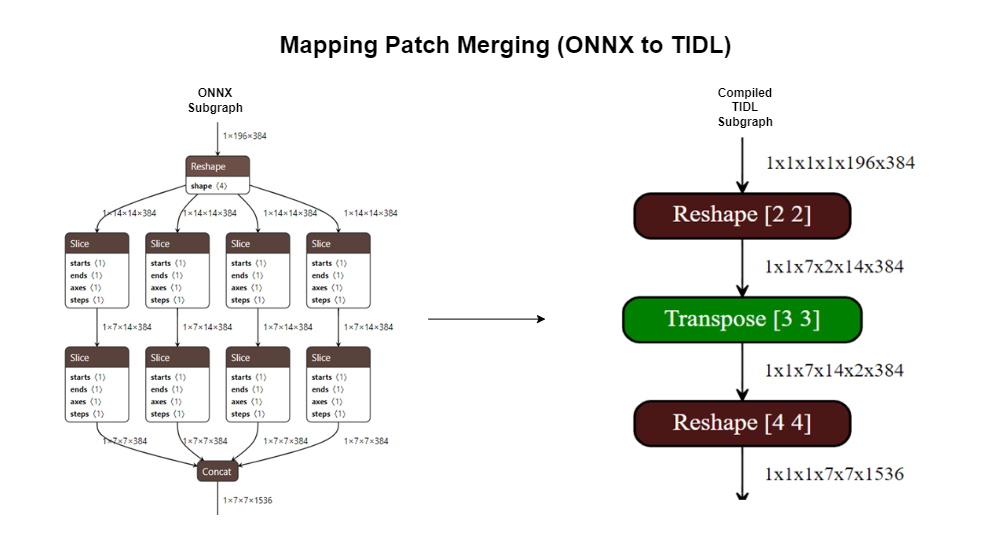 Mapping Patch Merging (ONNX to TIDL)
ONNX
Subgraph
1×196×384
Reshape
shape ⟨4⟩
1×14×14×384 1×14×14×384 1×14×14×384 1×14×14×384
Slice Slice Slice Slice
starts ⟨1⟩ starts ⟨1⟩ starts ⟨1⟩ starts ⟨1⟩
ends ⟨1⟩ ends ⟨1⟩ ends ⟨1⟩ ends ⟨1⟩
axes ⟨1⟩ axes ⟨1⟩ axes ⟨1⟩ axes ⟨1⟩
steps ⟨1⟩ steps ⟨1⟩ steps ⟨1⟩ steps ⟨1⟩
1×7×14×384 1×7×14×384 1×7×14×384 1×7×14×384
Slice Slice Slice Slice
starts ⟨1⟩ starts ⟨1⟩ starts ⟨1⟩ starts ⟨1⟩
ends ⟨1⟩ ends ⟨1⟩ ends ⟨1⟩ ends ⟨1⟩
axes ⟨1⟩ axes ⟨1⟩ axes ⟨1⟩ axes ⟨1⟩
steps ⟨1⟩ steps ⟨1⟩ steps ⟨1⟩ steps ⟨1⟩
1×7×7×384 1×7×7×384 1×7×7×384 1×7×7×384
Concat
1×7×7×1536
Compiled
TIDL
Subgraph
1x1x1x1x196x384
Reshape [2 2]
1x1x7x2x14x384
Transpose [3 3]
1x1x7x14x2x384
Reshape [4 4]
1x1x1x7x7x1536